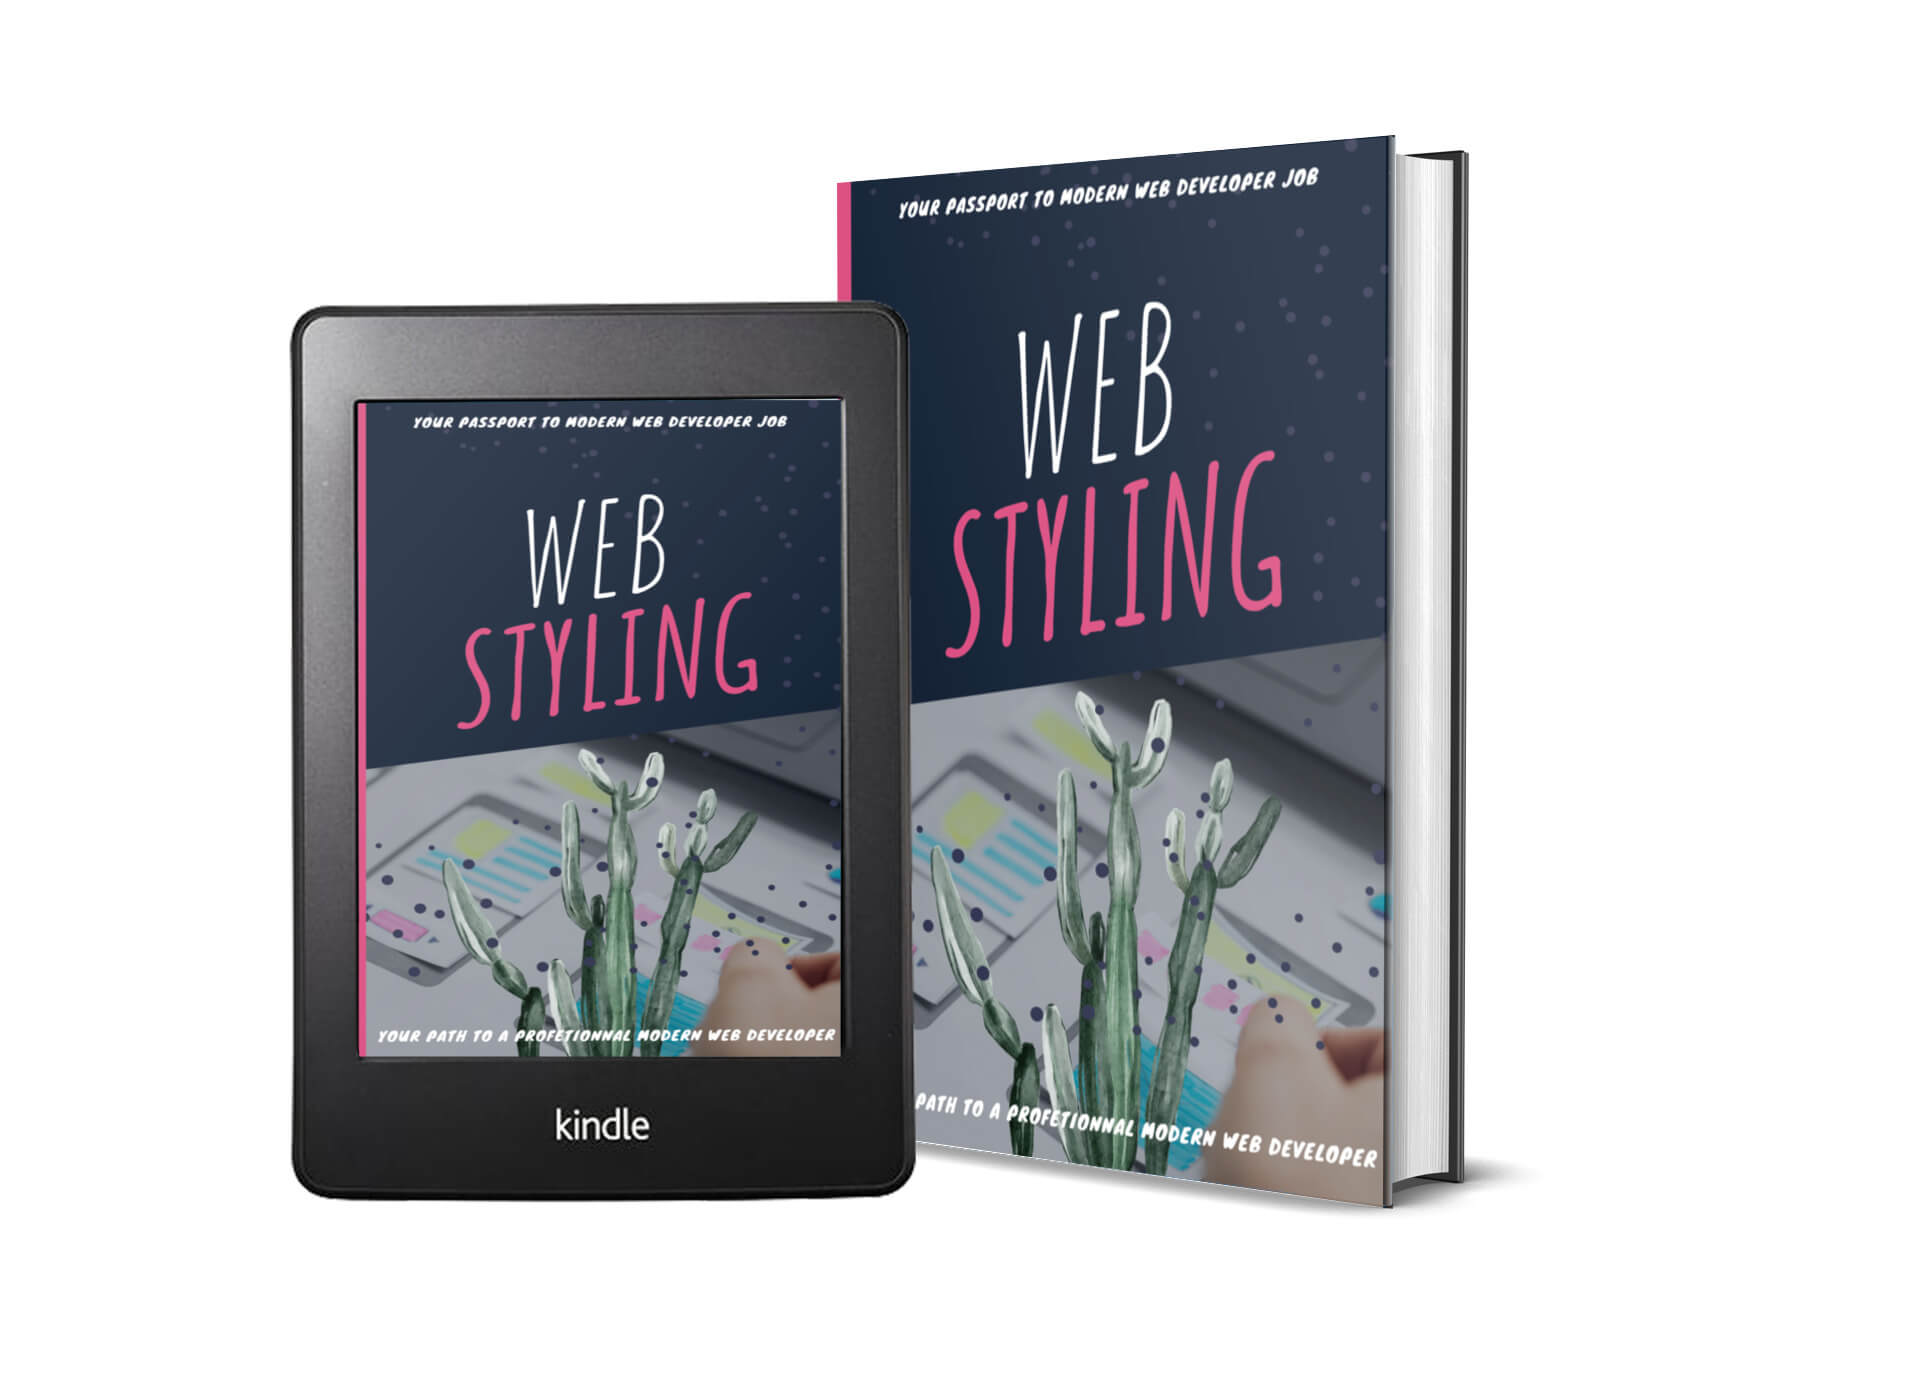 YOUR PASSPORT TO MODERN WEB DEVELOPER JOB
WEB
STYLING
YOUR PATH TO A PROFETIONNAL MODERN WEB DEVELOPER
kindle
YOUR PASSPORT TO MODERN WEB DEVELOPER JOB
WEB
STYLING
PATH TO A PROFETIONNAL MODERN WEB DEVELOPER